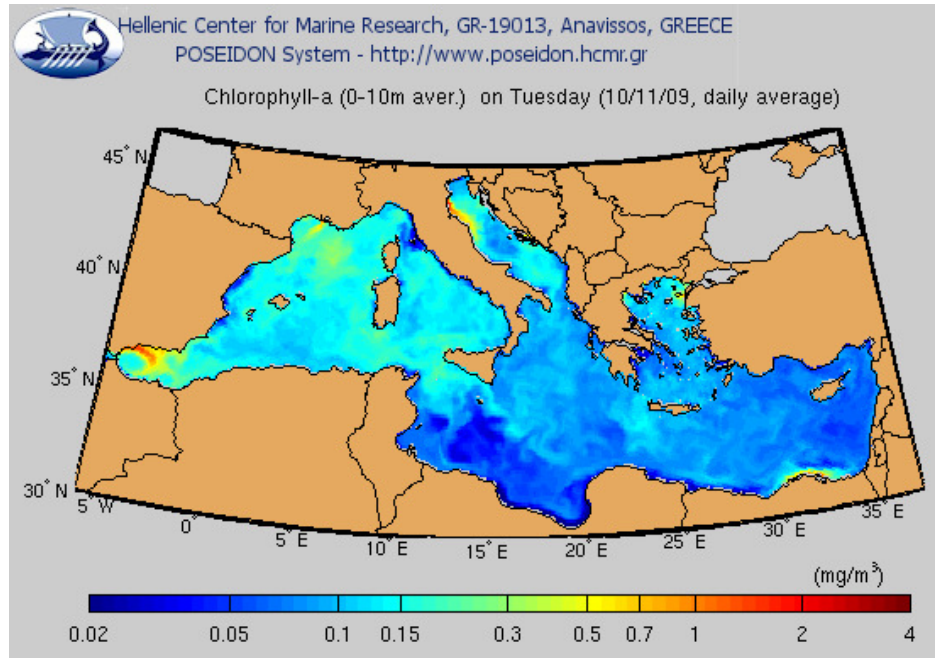 Hellenic Center for Marine Research, GR-19013, Anavissos, GREECE
POSEIDON System - http://www.poseidon.hcmr.gr
Chlorophyll-a (0-10m aver.) on Tuesday (10/11/09, daily average)
45° N
40° N
35° N
30° N
5° W
0°
5° E
10° E
15° E
20° E
25° E
30° E
35° E
(mg/m³)
0.02 0.05 0.1 0.15 0.3 0.5 0.7 1 2 4